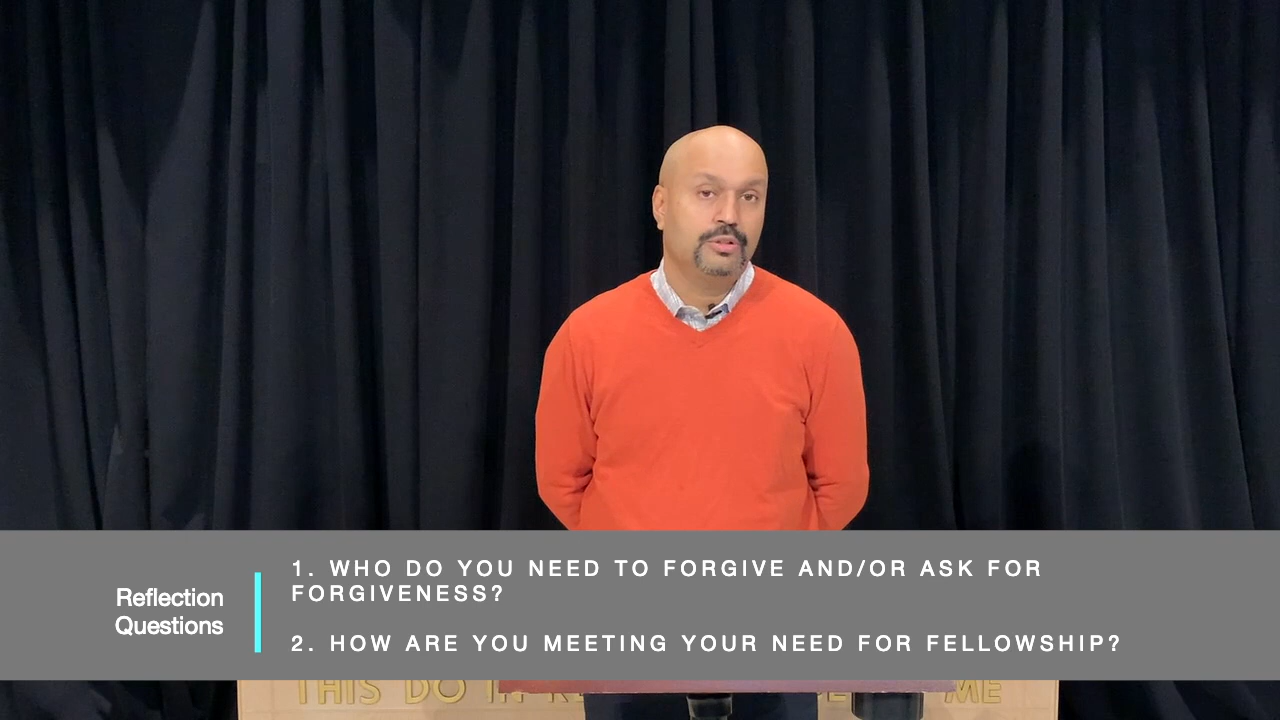 Reflection
Questions
1. WHO DO YOU NEED TO FORGIVE AND/OR ASK FOR
FORGIVENESS?
2. HOW ARE YOU MEETING YOUR NEED FOR FELLOWSHIP?
THIS DO IN ME